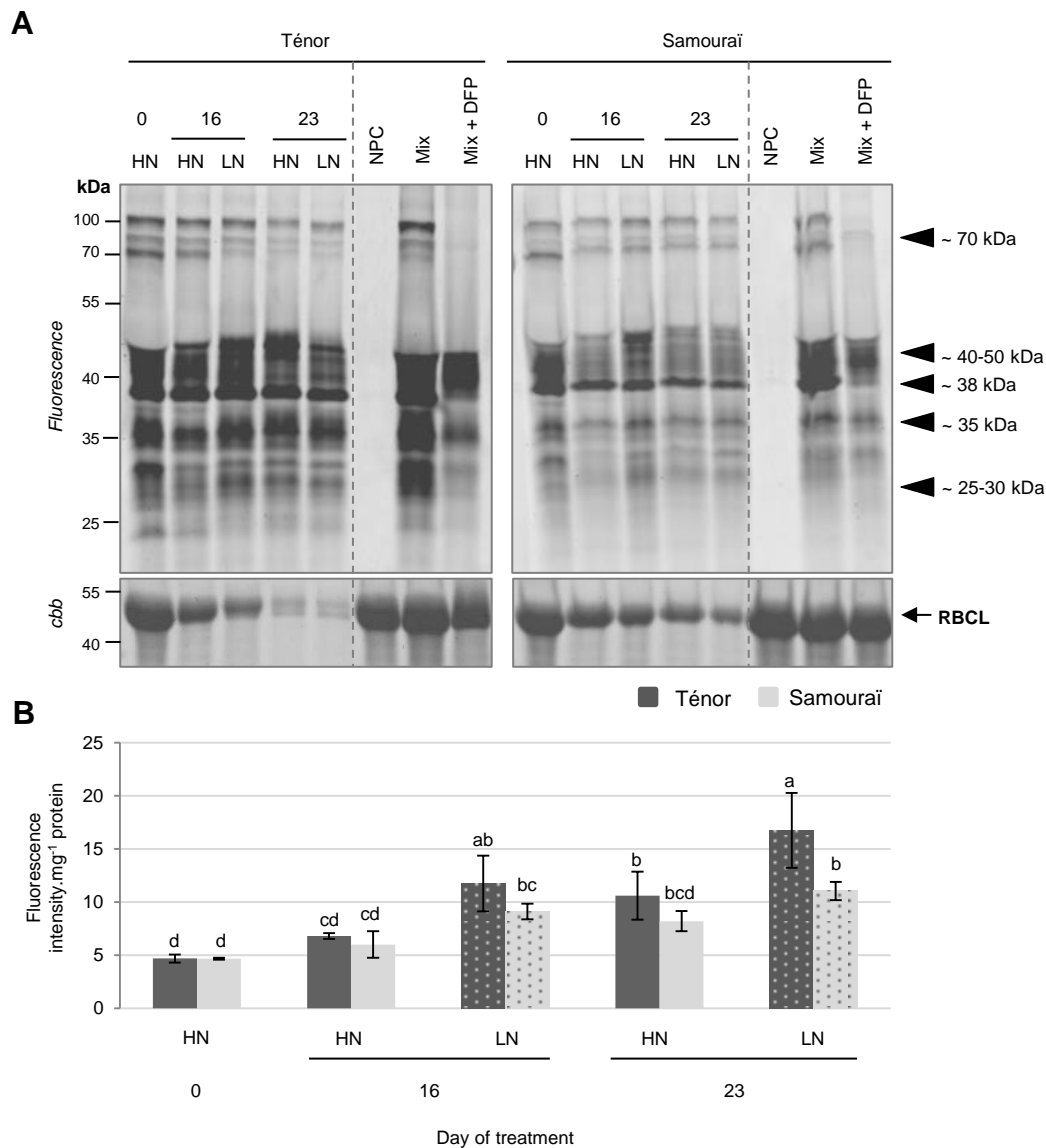 A
Ténor
Samouraï
0
16
23
NPC
Mix
Mix + DFP
0
16
23
NPC
Mix
Mix + DFP
HN
HN
LN
HN
LN
HN
HN
LN
HN
LN
kDa
100
70
55
40
35
25
Fluorescence
~ 70 kDa
~ 40-50 kDa
~ 38 kDa
~ 35 kDa
~ 25-30 kDa
55
40
cbb
RBCL
Ténor
Samouraï
B
Fluorescence
intensity.mg⁻¹ protein
25
20
15
10
5
0
d
d
cd
cd
ab
bc
b
bcd
a
b
HN
HN
LN
HN
LN
0
16
23
Day of treatment